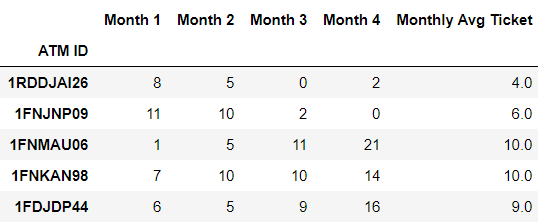 Month 1 Month 2 Month 3 Month 4 Monthly Avg Ticket
ATM ID
1RDDJAI26 8 5 0 2 4.0
1FNJNP09 11 10 2 0 6.0
1FNMAU06 1 5 11 21 10.0
1FNKAN98 7 10 10 14 10.0
1FDJDP44 6 5 9 16 9.0